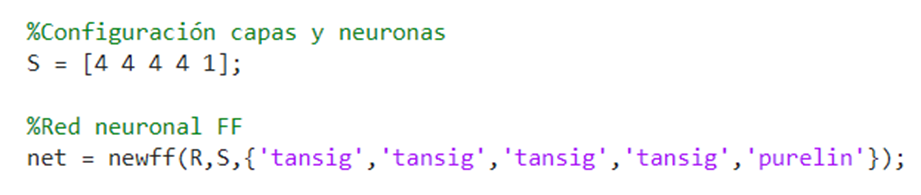 %Configuración capas y neuronas
S = [4 4 4 4 1];
%Red neuronal FF
net = newff(R,S,{'tansig','tansig','tansig','tansig','purelin'});